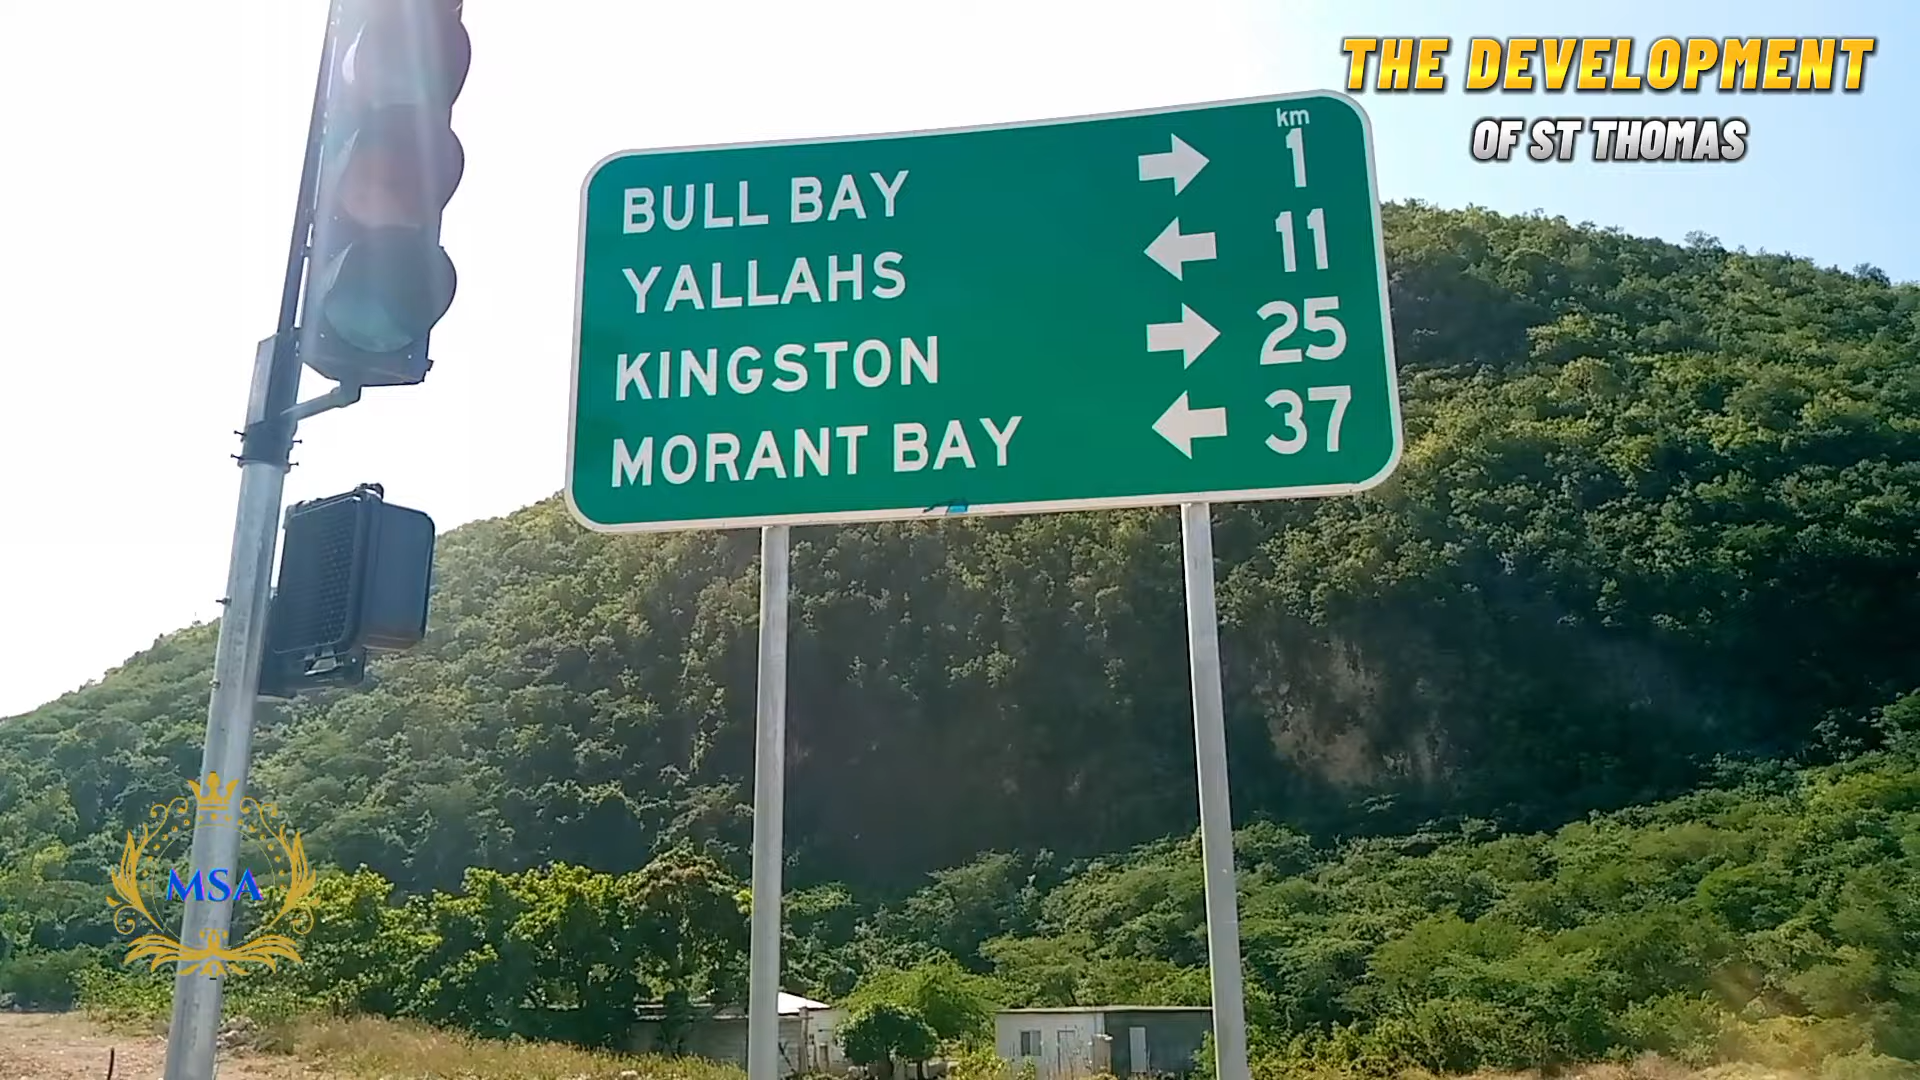 THE DEVELOPMENT
OF ST THOMAS
km
BULL BAY 1
YALLAHS 11
KINGSTON 25
MORANT BAY 37
MSA